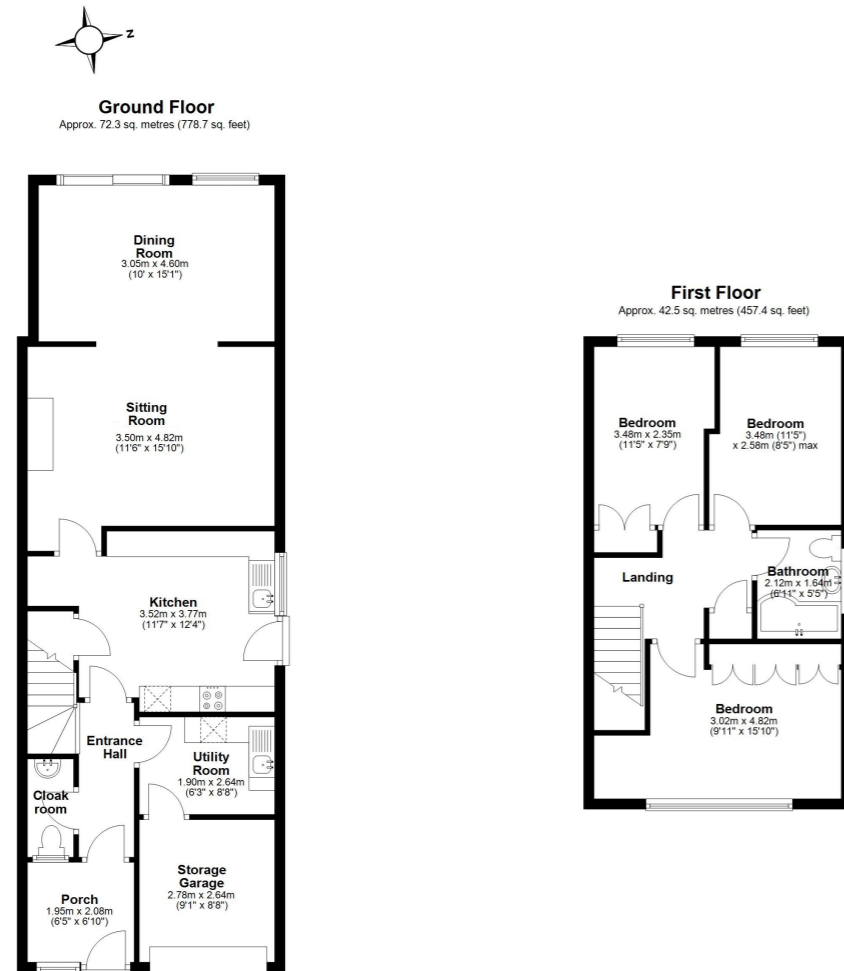 Z
Ground Floor
Approx. 72.3 sq. metres (778.7 sq. feet)
Dining
Room
3.05m x 4.60m
(10' x 15'1")
Sitting
Room
3.50m x 4.82m
(11'6" x 15'10")
Kitchen
3.52m x 3.77m
(11'7" x 12'4")
Entrance
Hall
Utility
Room
1.90m x 2.64m
(6'3" x 8'8")
Cloak
room
Storage
Garage
2.78m x 2.64m
(9'1" x 8'8")
Porch
1.95m x 2.08m
(6'5" x 6'10")
First Floor
Approx. 42.5 sq. metres (457.4 sq. feet)
Bedroom
3.48m x 2.35m
(11'5" x 7'9")
Bedroom
3.48m (11'5")
x 2.58m (8'5") max
Landing
Bathroom
2.12m x 1.64m
(6'11" x 5'5")
Bedroom
3.02m x 4.82m
(9'11" x 15'10")